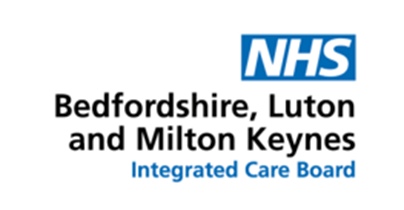 NHS
Bedfordshire, Luton
and Milton Keynes
Integrated Care Board